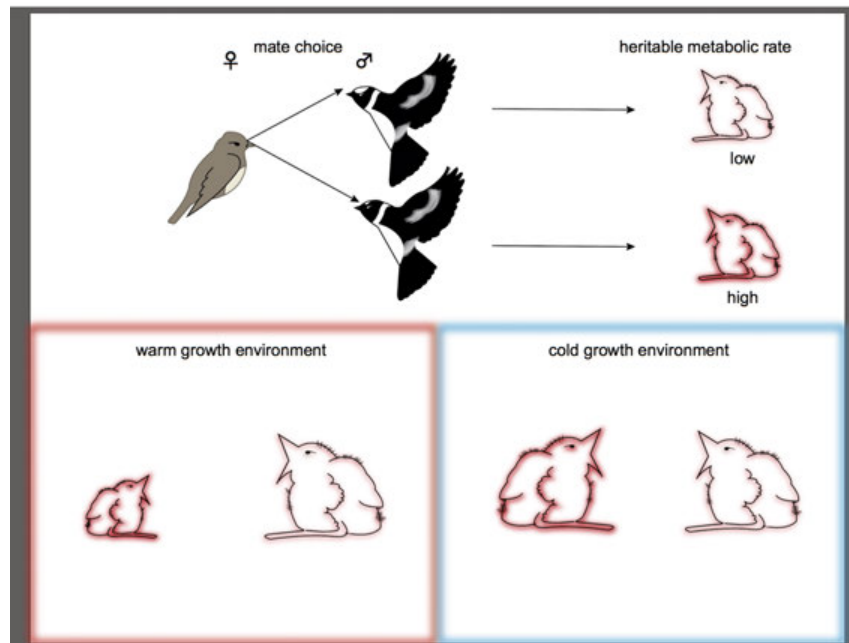 mate choice
♀ ♂
heritable metabolic rate
low
high
warm growth environment
cold growth environment